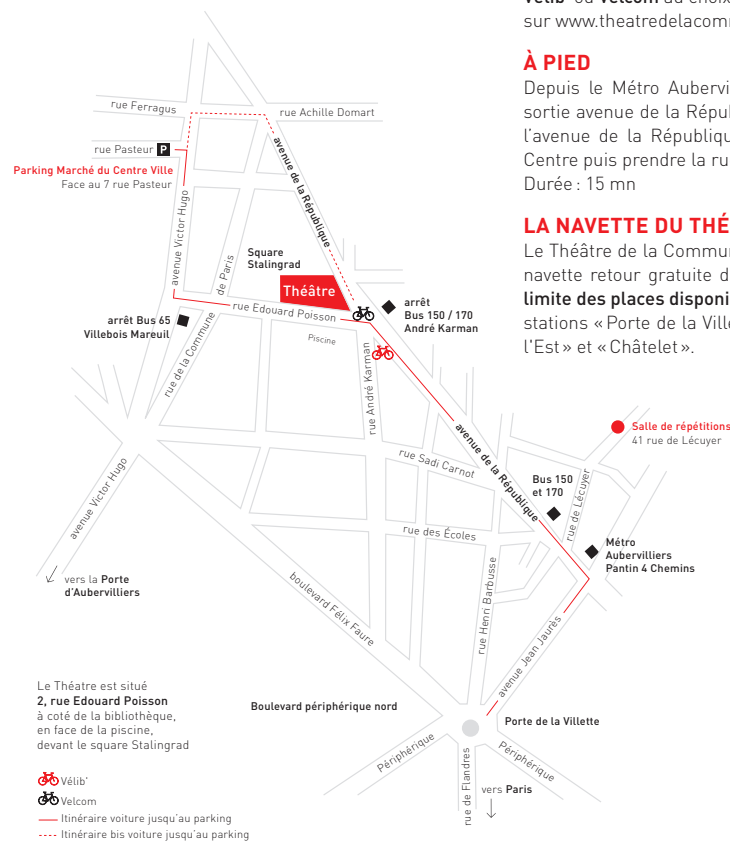 Vélib' ou Velcom au choix
sur www.theatredelacomm
À PIED
Depuis le Métro Aubervil
sortie avenue de la Répub
l'avenue de la République
Centre puis prendre la ru
Durée : 15 mn
LA NAVETTE DU THÉ
Le Théâtre de la Commun
navette retour gratuite d
limite des places disponi
stations « Porte de la Ville
l'Est » et « Châtelet ».
rue Ferragus
rue Achille Domart
rue Pasteur P
Parking Marché du Centre Ville
Face au 7 rue Pasteur
avenue de la République
avenue Victor Hugo
Square
Stalingrad
Théâtre
rue de la Commune de Paris
rue Edouard Poisson
arrêt
Bus 150 / 170
André Karman
arrêt Bus 65
Villebois Mareuil
Piscine
rue André Karman
avenue de la République
Salle de répétitions
41 rue de Lécuyer
rue Sadi Carnot
Bus 150
et 170
rue de Lécuyer
avenue Victor Hugo
rue des Écoles
Métro
Aubervilliers
Pantin 4 Chemins
vers la Porte
d'Aubervilliers
boulevard Félix Faure
rue Henri Barbusse
avenue Jean Jaurès
Le Théatre est situé
2, rue Edouard Poisson
à coté de la bibliothèque,
en face de la piscine,
devant le square Stalingrad
Boulevard périphérique nord
Porte de la Villette
Périphérique
Périphérique
rue de Flandres
vers Paris
Vélib'
Velcom
Itinéraire voiture jusqu'au parking
Itinéraire bis voiture jusqu'au parking